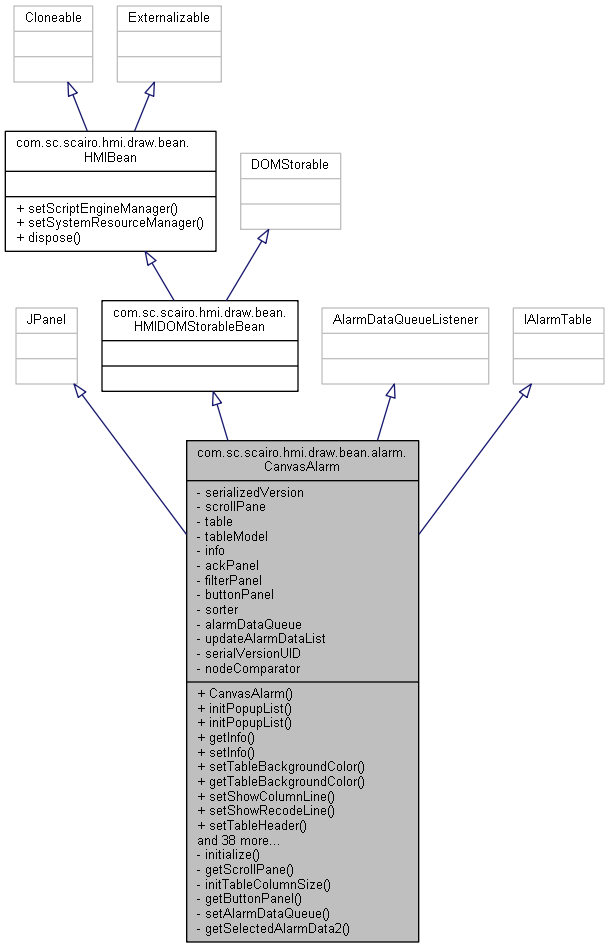 Cloneable
Externalizable
com.sc.scairo.hmi.draw.bean.
HMIBean
+ setScriptEngineManager()
+ setSystemResourceManager()
+ dispose()
DOMStorable
JPanel
com.sc.scairo.hmi.draw.bean.
HMIDOMStorableBean
AlarmDataQueueListener
IAlarmTable
com.sc.scairo.hmi.draw.bean.alarm.
CanvasAlarm
- serializedVersion
- scrollPane
- table
- tableModel
- info
- ackPanel
- filterPanel
- buttonPanel
- sorter
- alarmDataQueue
- updateAlarmDataList
- serialVersionUID
- nodeComparator
+ CanvasAlarm()
+ initPopupList()
+ initPopupList()
+ getInfo()
+ setInfo()
+ setTableBackgroundColor()
+ getTableBackgroundColor()
+ setShowColumnLine()
+ setShowRecodeLine()
+ setTableHeader()
and 38 more...
- initialize()
- getScrollPane()
- initTableColumnSize()
- getButtonPanel()
- setAlarmDataQueue()
- getSelectedAlarmData2()